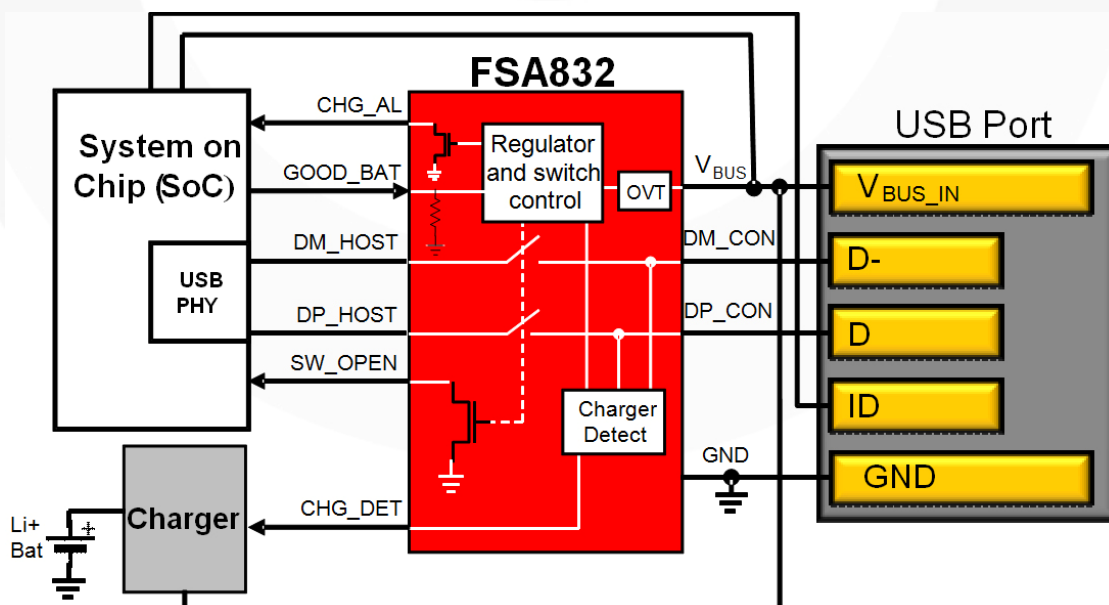 FSA832
USB Port
System on
Chip (SoC)
USB
PHY
CHG_AL
GOOD_BAT
DM_HOST
DP_HOST
SW_OPEN
CHG_DET
Regulator
and switch
control
OVT
Charger
Detect
VBUS
DM_CON
DP_CON
GND
VBUS_IN
D-
D
ID
GND
Charger
Li+
Bat
+